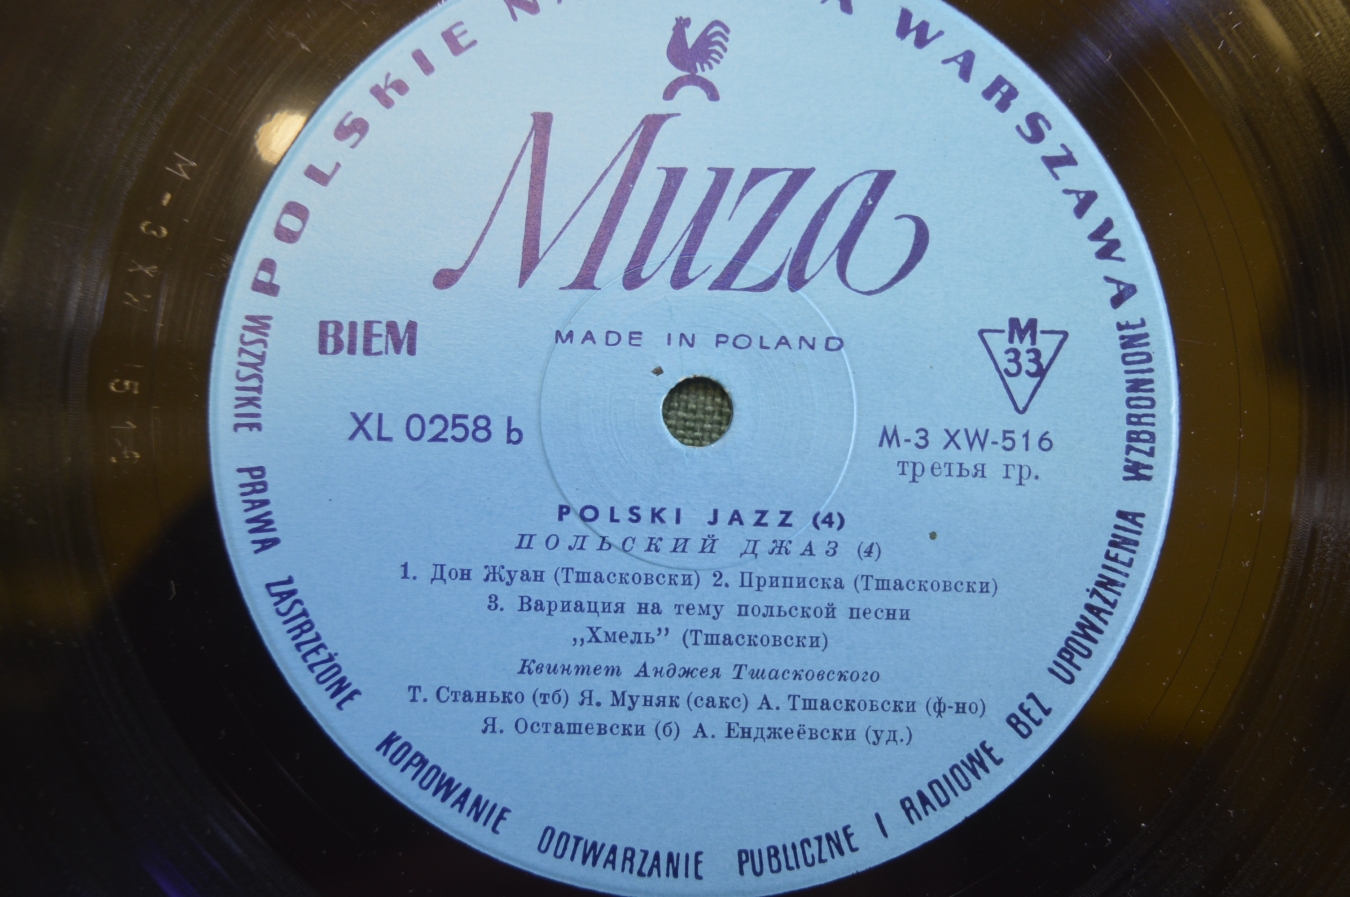 POLSKIE NA A WARSZAWA
Muza
BIEM
MADE IN POLAND
M
33
XL 0258 b
M-3 XW-516
третья гр.
POLSKI JAZZ (4)
ПОЛЬСКИЙ ДЖАЗ (4)
1. Дон Жуан (Тшасковски) 2. Приписка (Тшасковски)
3. Вариация на тему польской песни
„Хмель” (Тшасковски)
Квинтет Анджея Тшасковского
Т. Станько (тб) Я. Муняк (сакс) А. Тшасковски (ф-но)
Я. Осташевски (б) А. Енджеёвски (уд.)
WSZYSTKIE PRAWA ZASTRZEŻONE KOPIOWANIE ODTWARZANIE PUBLICZNE I RADIOWE BEZ UPOWAŻNIENIA WZBRONIONE